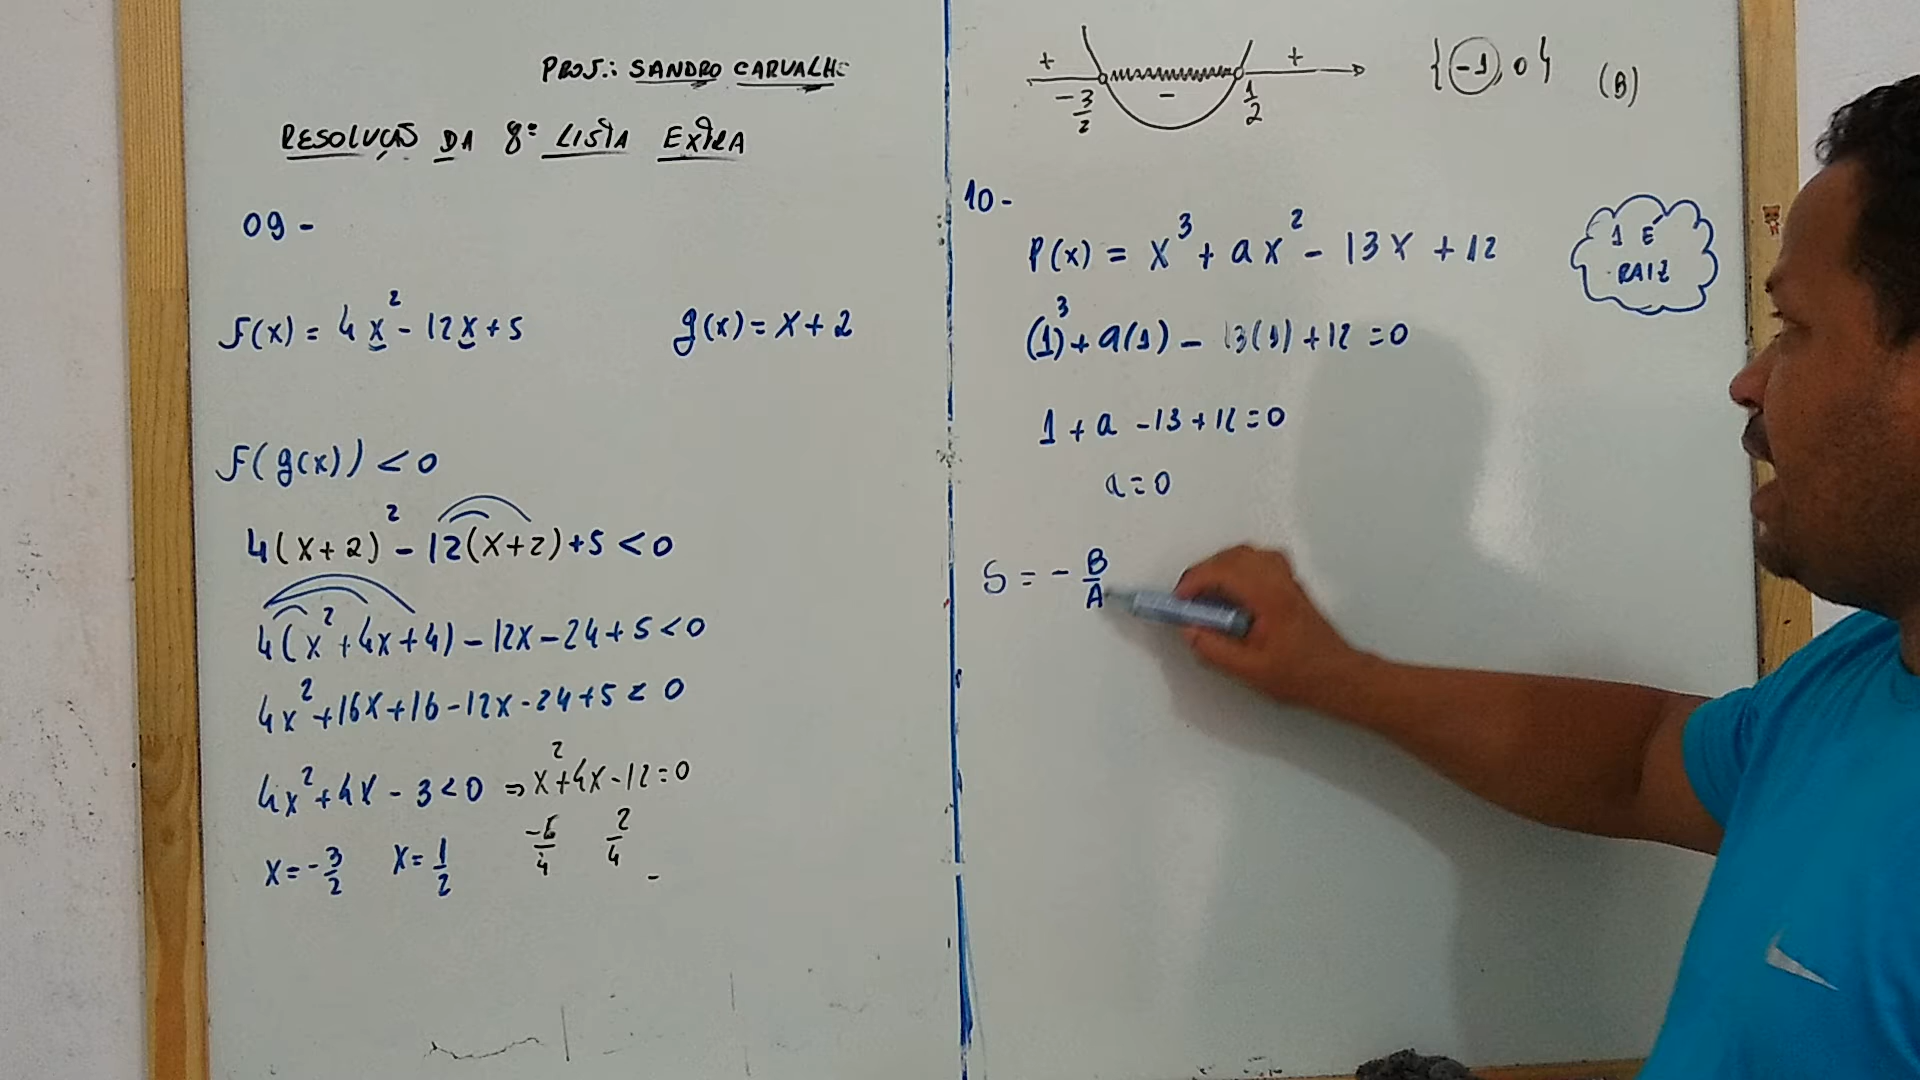 PROF.: SANDRO CARVALHO
RESOLUÇÃO DA 8ª LISTA EXTRA
09 -
f(x) = 4x² - 12x + 5 g(x) = x + 2
f(g(x)) < 0
4(x+2)² - 12(x+2) + 5 < 0
4(x² + 4x + 4) - 12x - 24 + 5 < 0
4x² + 16x + 16 - 12x - 24 + 5 < 0
4x² + 4x - 3 < 0 ⇒ x² + 4x - 12 = 0
x = -3/2 x = 1/2 -6/4 2/4
+ - +
-3/2 1/2
{-1, 0} (B)
10 -
P(x) = x³ + ax² - 13x + 12
1 É
RAIZ
(1)³ + a(1) - 13(1) + 12 = 0
1 + a - 13 + 12 = 0
a = 0
S = - B/A